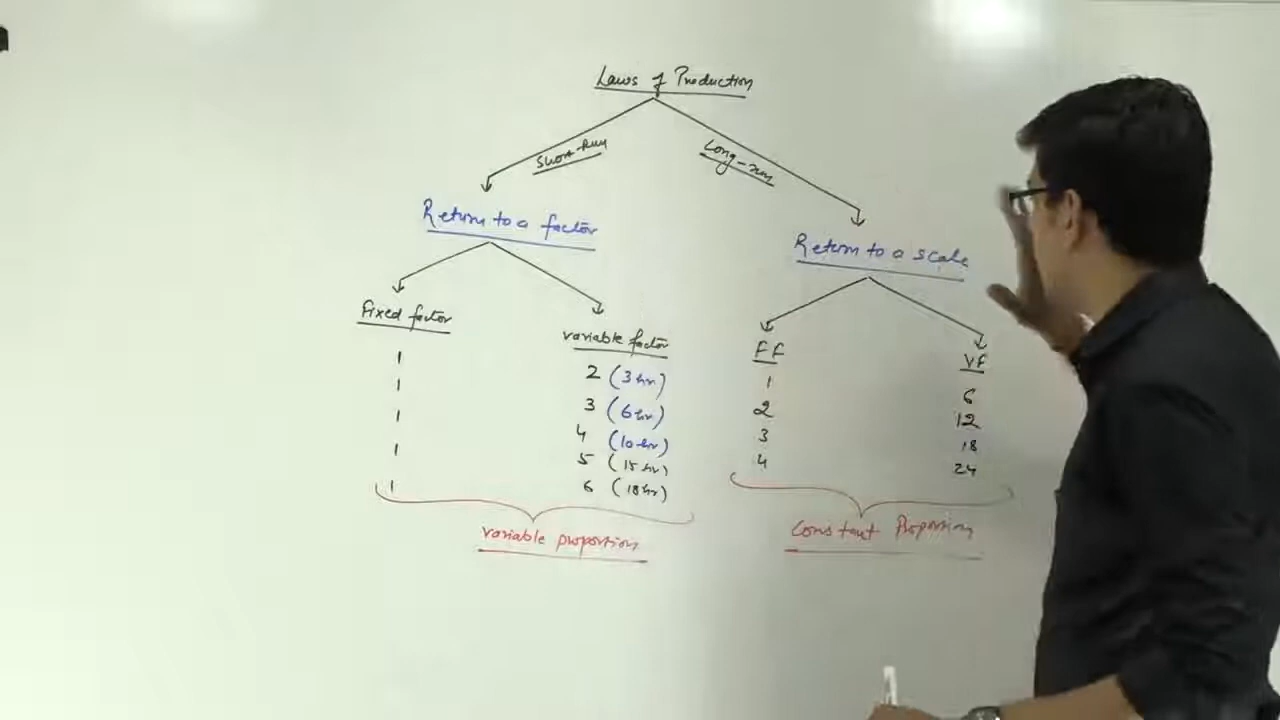 Laws of Production
Short-Run
Long-run
Return to a factor
Return to a scale
Fixed factor
variable factor
1
1
1
1
1
2 (3 hr)
3 (6 hr)
4 (10 hr)
5 (15 hr)
6 (18 hr)
variable proportion
FF
1
2
3
4
VF
6
12
18
24
Constant Proportion